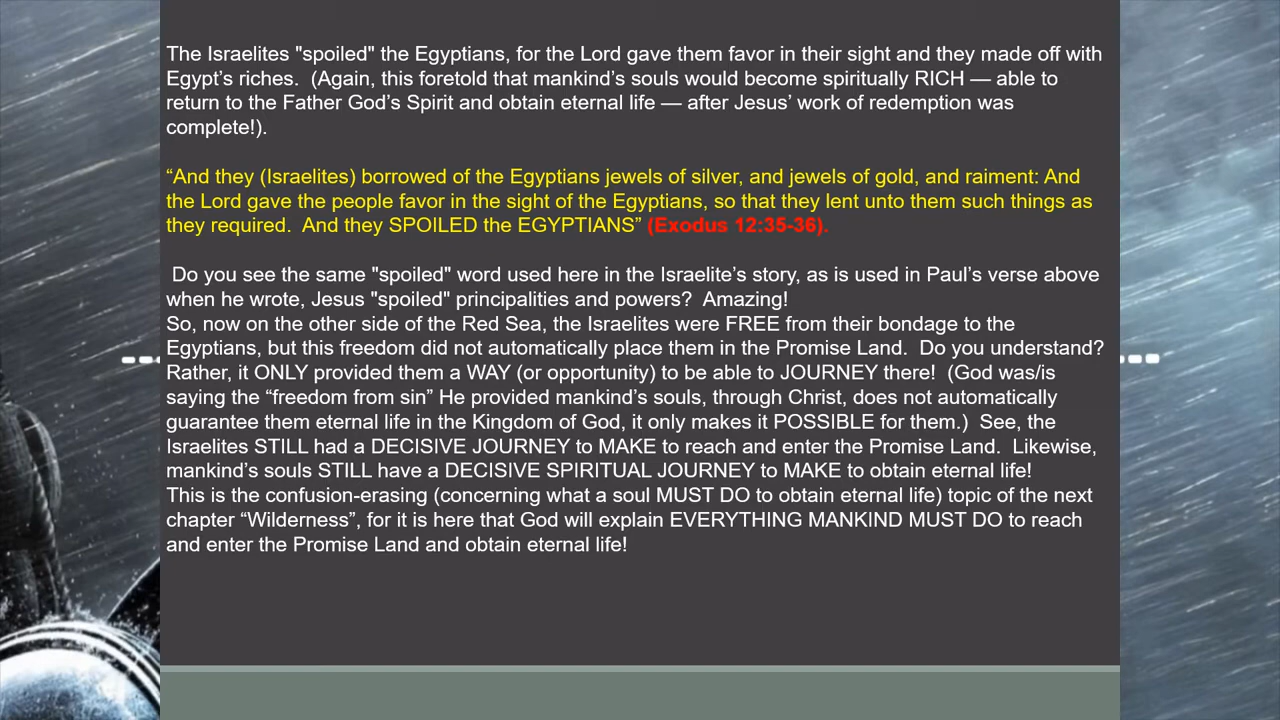 The Israelites "spoiled" the Egyptians, for the Lord gave them favor in their sight and they made off with
Egypt’s riches.  (Again, this foretold that mankind’s souls would become spiritually RICH — able to
return to the Father God’s Spirit and obtain eternal life — after Jesus’ work of redemption was
complete!).
“And they (Israelites) borrowed of the Egyptians jewels of silver, and jewels of gold, and raiment: And
the Lord gave the people favor in the sight of the Egyptians, so that they lent unto them such things as
they required.  And they SPOILED the EGYPTIANS” (Exodus 12:35-36).
Do you see the same "spoiled" word used here in the Israelite’s story, as is used in Paul’s verse above
when he wrote, Jesus "spoiled" principalities and powers?  Amazing!
So, now on the other side of the Red Sea, the Israelites were FREE from their bondage to the
Egyptians, but this freedom did not automatically place them in the Promise Land.  Do you understand?
Rather, it ONLY provided them a WAY (or opportunity) to be able to JOURNEY there!  (God was/is
saying the “freedom from sin” He provided mankind’s souls, through Christ, does not automatically
guarantee them eternal life in the Kingdom of God, it only makes it POSSIBLE for them.)  See, the
Israelites STILL had a DECISIVE JOURNEY to MAKE to reach and enter the Promise Land.  Likewise,
mankind’s souls STILL have a DECISIVE SPIRITUAL JOURNEY to MAKE to obtain eternal life!
This is the confusion-erasing (concerning what a soul MUST DO to obtain eternal life) topic of the next
chapter “Wilderness”, for it is here that God will explain EVERYTHING MANKIND MUST DO to reach
and enter the Promise Land and obtain eternal life!